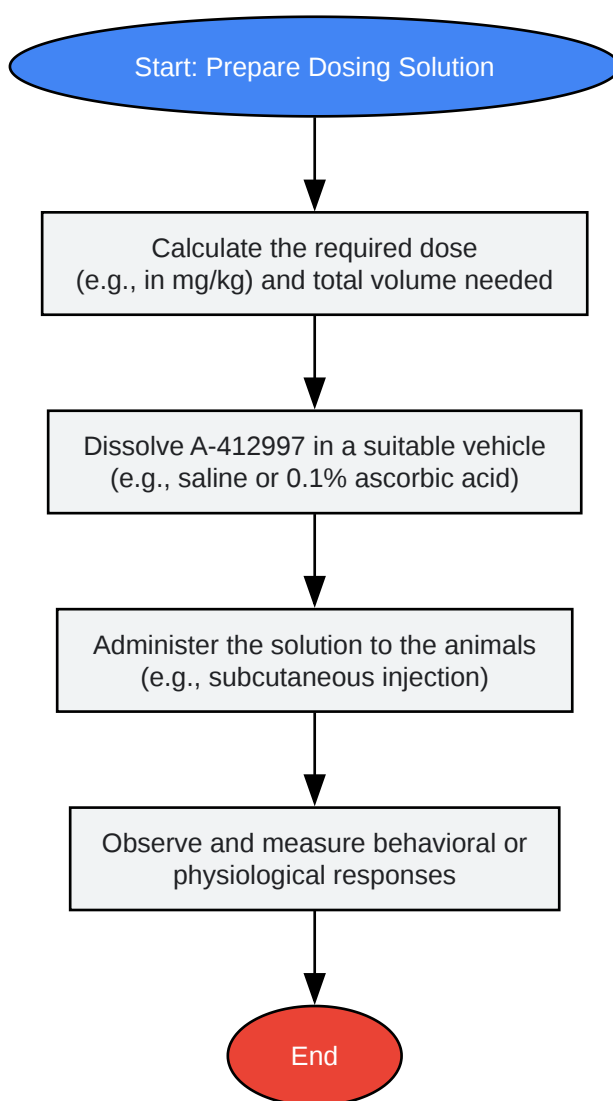 Start: Prepare Dosing Solution
Calculate the required dose
(e.g., in mg/kg) and total volume needed
Dissolve A-412997 in a suitable vehicle
(e.g., saline or 0.1% ascorbic acid)
Administer the solution to the animals
(e.g., subcutaneous injection)
Observe and measure behavioral or
physiological responses
End